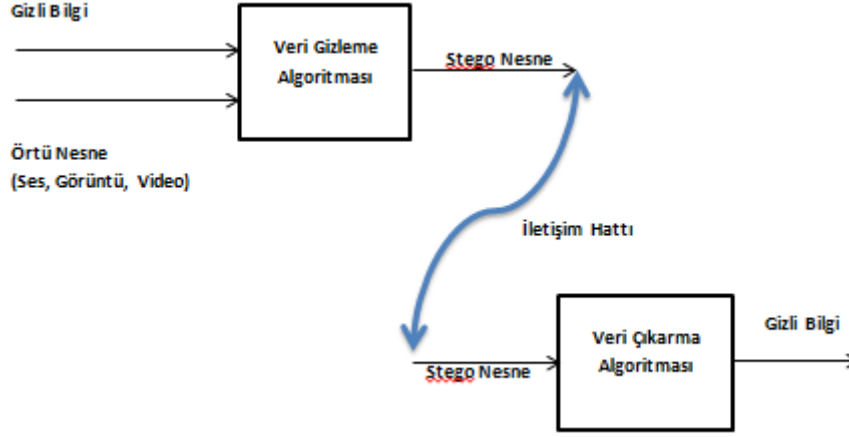 Gizli Bilgi
Veri Gizleme
Algoritması
Stego Nesne
Örtü Nesne
(Ses, Görüntü, Video)
İletişim Hattı
Stego Nesne
Veri Çıkarma
Algoritması
Gizli Bilgi